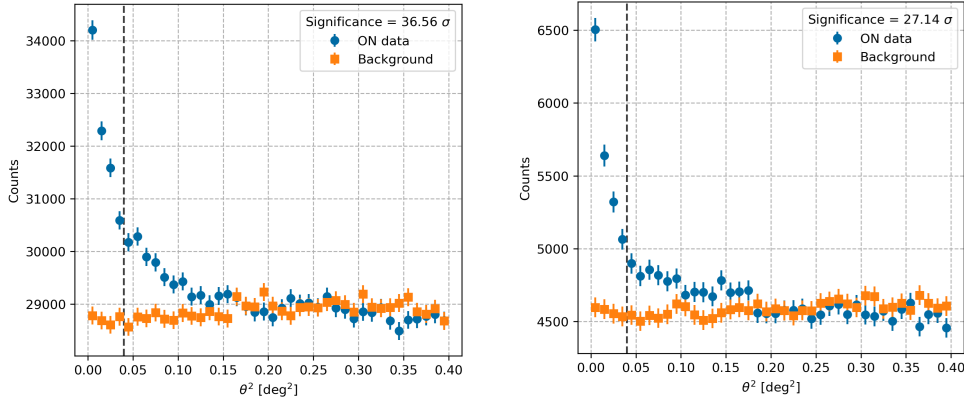 Significance = 36.56 σ
ON data
Background
34000
33000
32000
31000
30000
29000
Counts
0.00 0.05 0.10 0.15 0.20 0.25 0.30 0.35 0.40
θ² [deg²]
Significance = 27.14 σ
ON data
Background
6500
6000
5500
5000
4500
Counts
0.00 0.05 0.10 0.15 0.20 0.25 0.30 0.35 0.40
θ² [deg²]